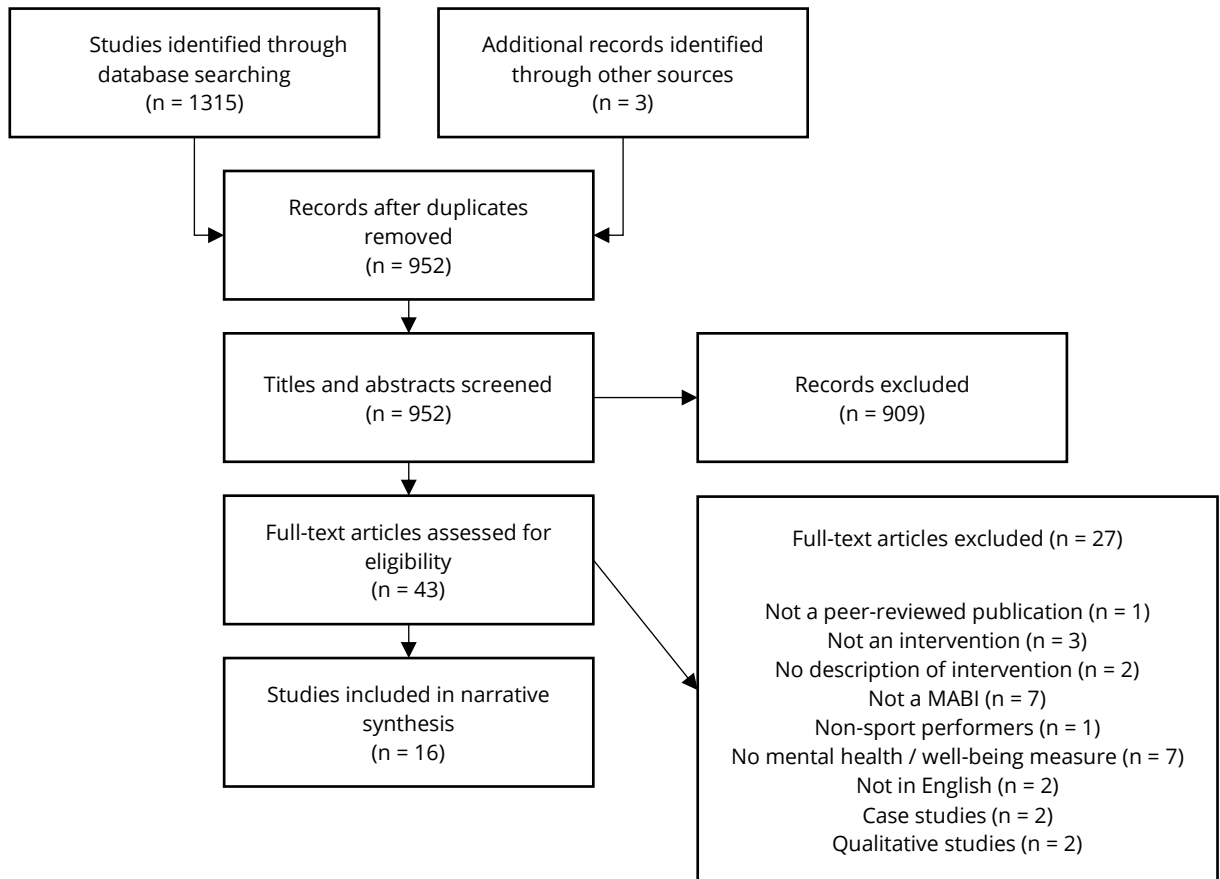 Studies identified through
database searching
(n = 1315)
Additional records identified
through other sources
(n = 3)
Records after duplicates
removed
(n = 952)
Titles and abstracts screened
(n = 952)
Records excluded
(n = 909)
Full-text articles assessed for
eligibility
(n = 43)
Full-text articles excluded (n = 27)
Not a peer-reviewed publication (n = 1)
Not an intervention (n = 3)
No description of intervention (n = 2)
Not a MABI (n = 7)
Non-sport performers (n = 1)
No mental health / well-being measure (n = 7)
Not in English (n = 2)
Case studies (n = 2)
Qualitative studies (n = 2)
Studies included in narrative
synthesis
(n = 16)